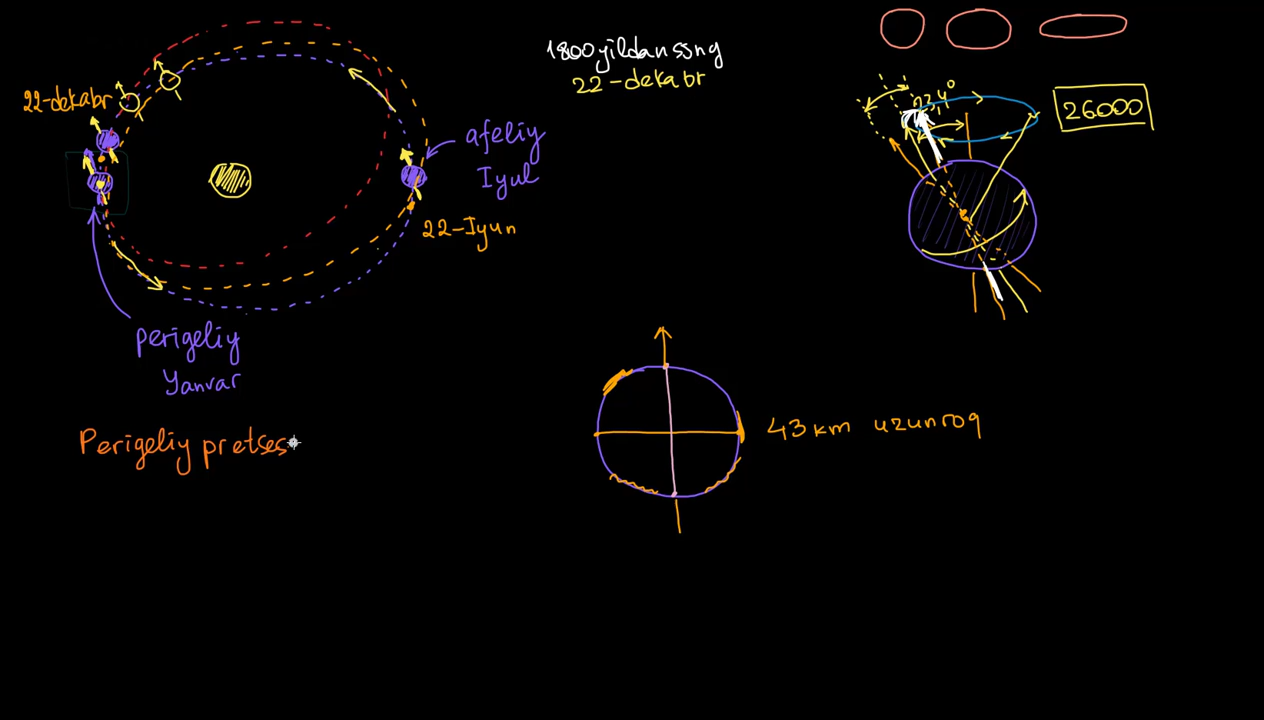 22-dekabr
1800 yildan so'ng
22-dekabr
afeliy
Iyul
22-Iyun
perigeliy
Yanvar
Perigeliy pretsess
23,4°
26000
43 km uzunroq